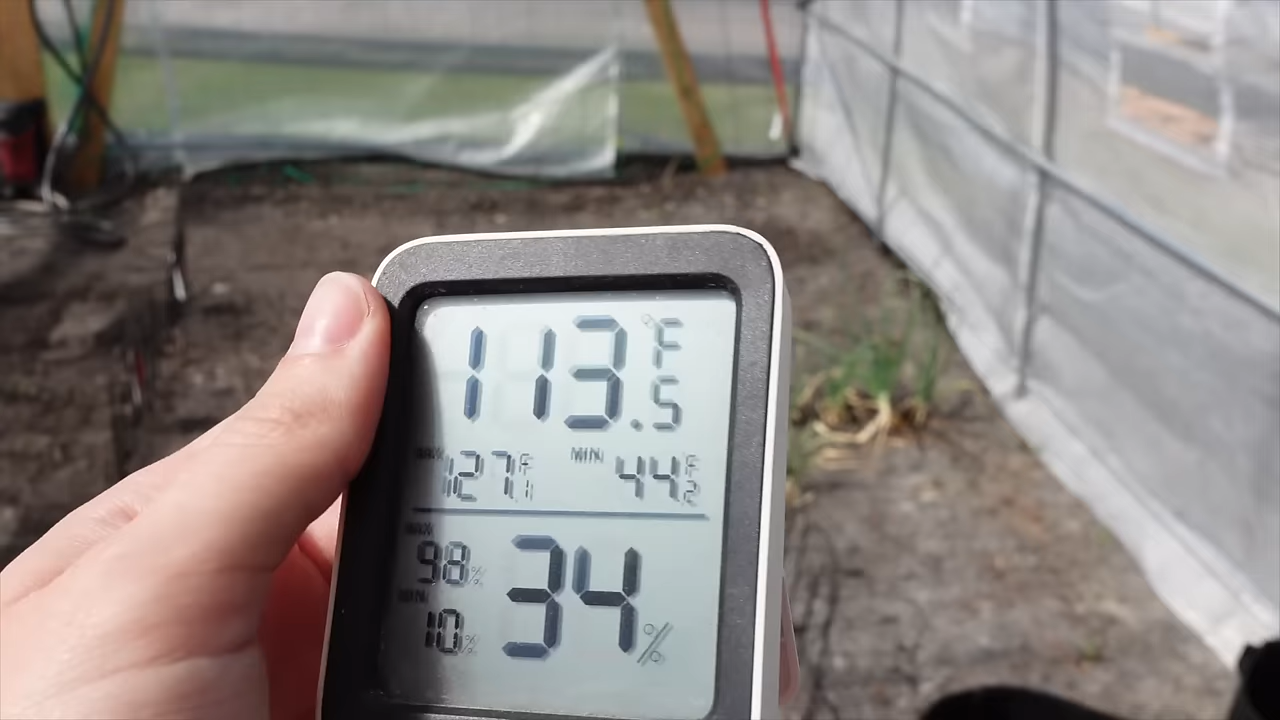 113.5°F
MAX 127.1°F MIN 44.2°F
MAX
98% 34%
MIN
10%